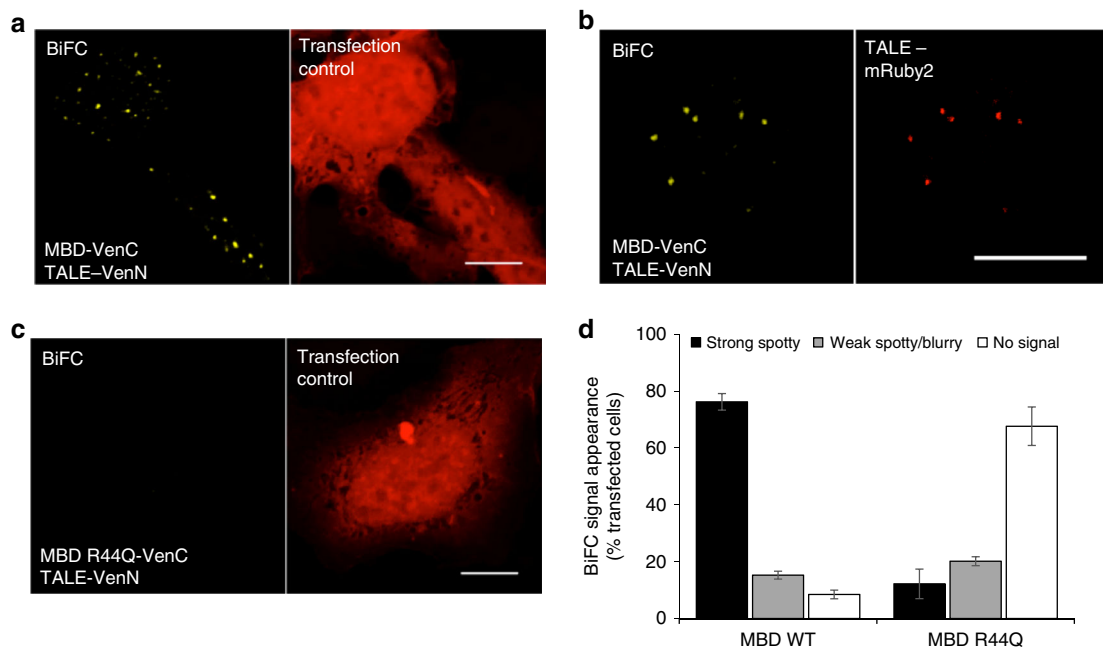 a
BiFC
Transfection
control
MBD-VenC
TALE–VenN
b
BiFC
TALE –
mRuby2
MBD-VenC
TALE-VenN
c
BiFC
Transfection
control
MBD R44Q-VenC
TALE-VenN
d
100
80
60
40
20
0
BiFC signal appearance
(% transfected cells)
Strong spotty
Weak spotty/blurry
No signal
MBD WT
MBD R44Q